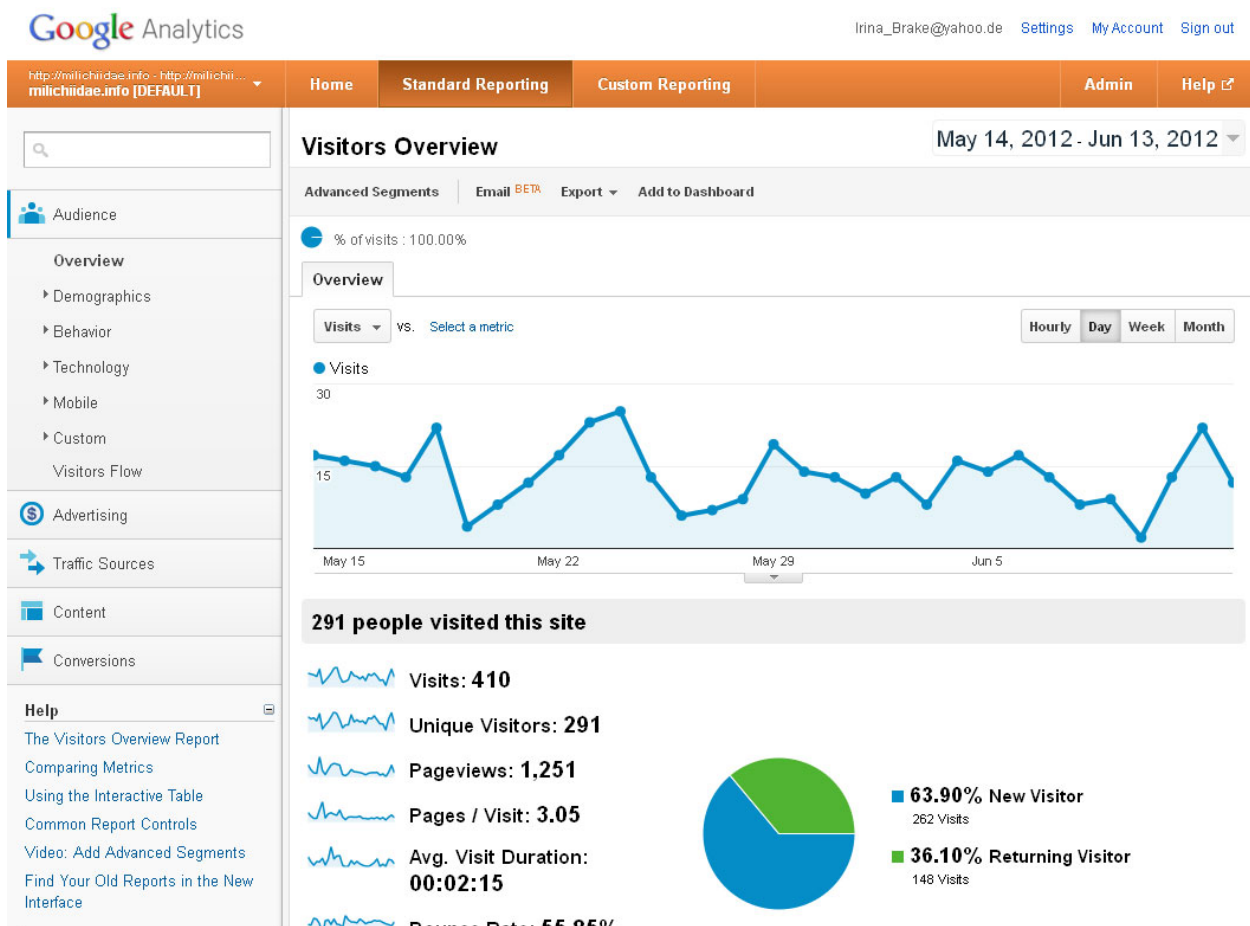 Google Analytics
Irina_Brake@yahoo.de Settings My Account Sign out
http://milichiidae.info - http://milichii...
milichiidae.info [DEFAULT]
Home Standard Reporting Custom Reporting Admin Help
Visitors Overview
May 14, 2012 - Jun 13, 2012
Advanced Segments Email BETA Export Add to Dashboard
% of visits : 100.00%
Overview
Visits VS. Select a metric
Hourly Day Week Month
Visits
30
15
May 15 May 22 May 29 Jun 5
Audience
Overview
Demographics
Behavior
Technology
Mobile
Custom
Visitors Flow
Advertising
Traffic Sources
Content
Conversions
Help
The Visitors Overview Report
Comparing Metrics
Using the Interactive Table
Common Report Controls
Video: Add Advanced Segments
Find Your Old Reports in the New
Interface
291 people visited this site
Visits: 410
Unique Visitors: 291
Pageviews: 1,251
Pages / Visit: 3.05
Avg. Visit Duration:
00:02:15
Bounce Rate: 55.85%
63.90% New Visitor
262 Visits
36.10% Returning Visitor
148 Visits